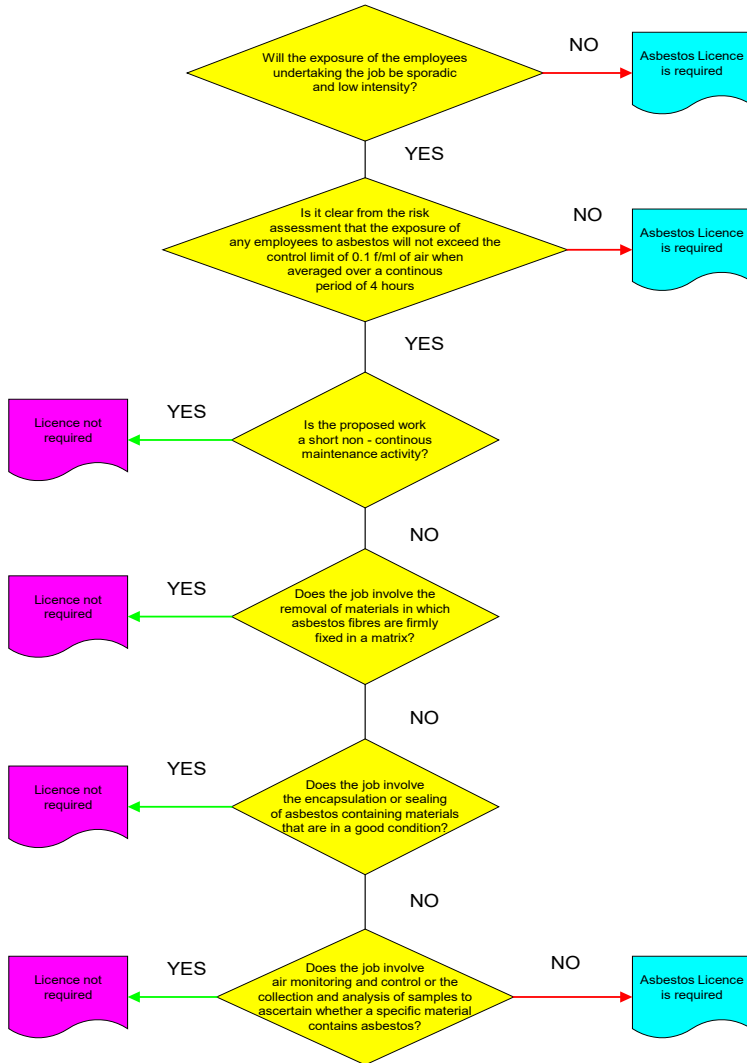 Will the exposure of the employees
undertaking the job be sporadic
and low intensity?
NO
Asbestos Licence
is required
YES
Is it clear from the risk
assessment that the exposure of
any employees to asbestos will not exceed the
control limit of 0.1 f/ml of air when
averaged over a continous
period of 4 hours
NO
Asbestos Licence
is required
YES
Licence not
required
YES
Is the proposed work
a short non - continous
maintenance activity?
NO
Licence not
required
YES
Does the job involve the
removal of materials in which
asbestos fibres are firmly
fixed in a matrix?
NO
Licence not
required
YES
Does the job involve
the encapsulation or sealing
of asbestos containing materials
that are in a good condition?
NO
Licence not
required
YES
Does the job involve
air monitoring and control or the
collection and analysis of samples to
ascertain whether a specific material
contains asbestos?
NO
Asbestos Licence
is required